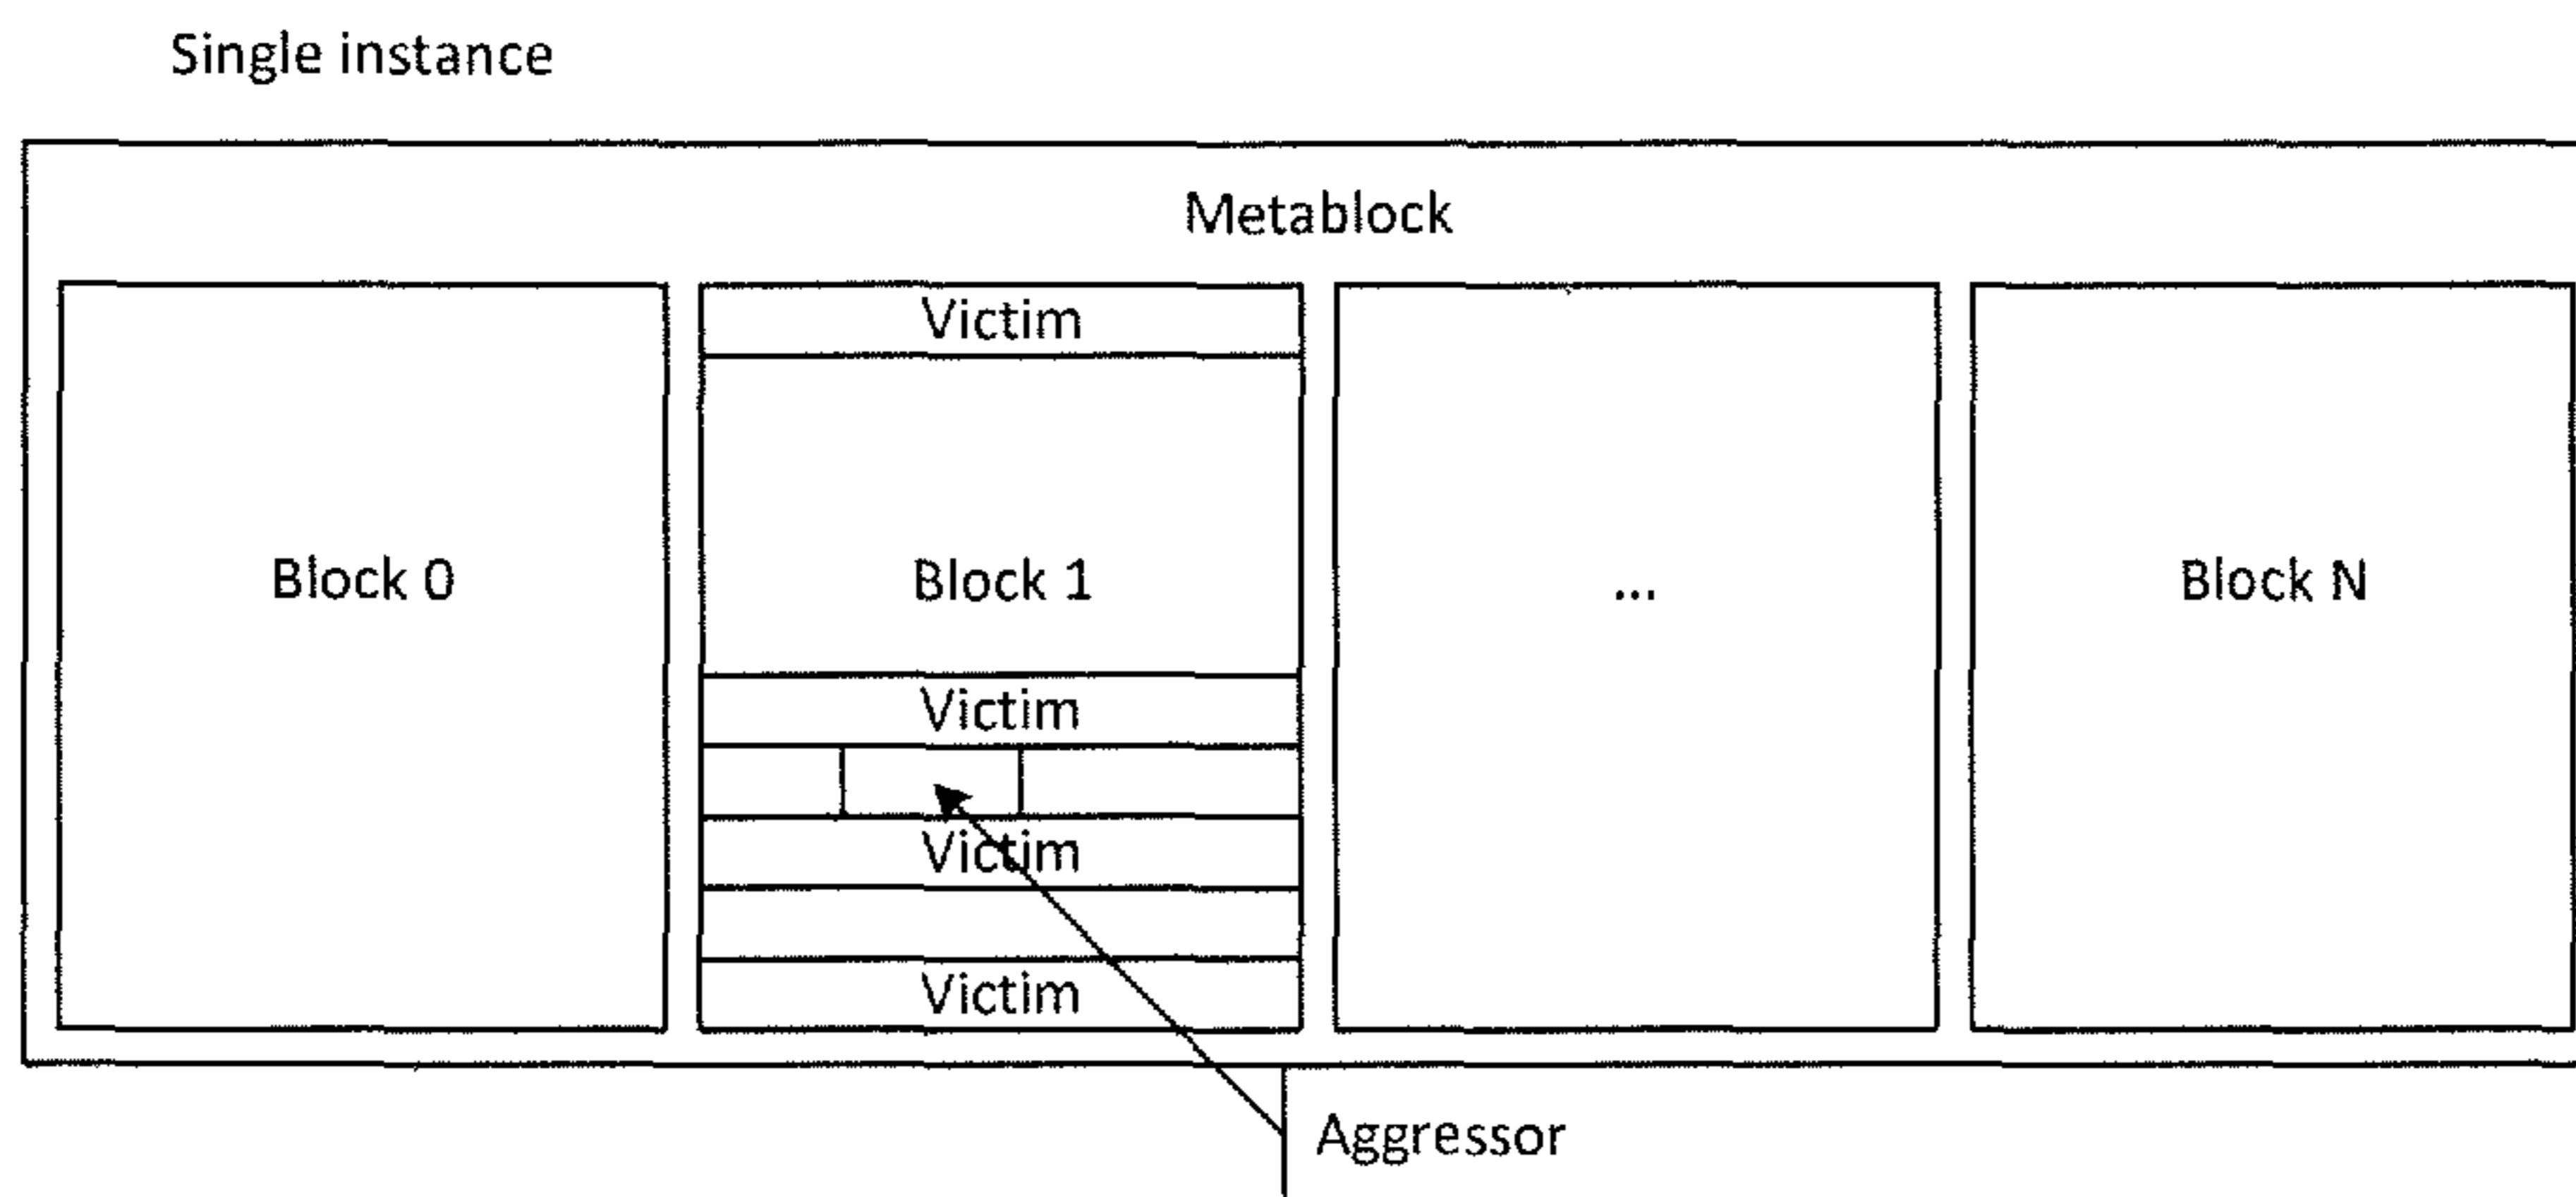 Single instance
Metablock
Victim
Block 0
Block 1
...
Block N
Victim
Victim
Victim
Aggressor